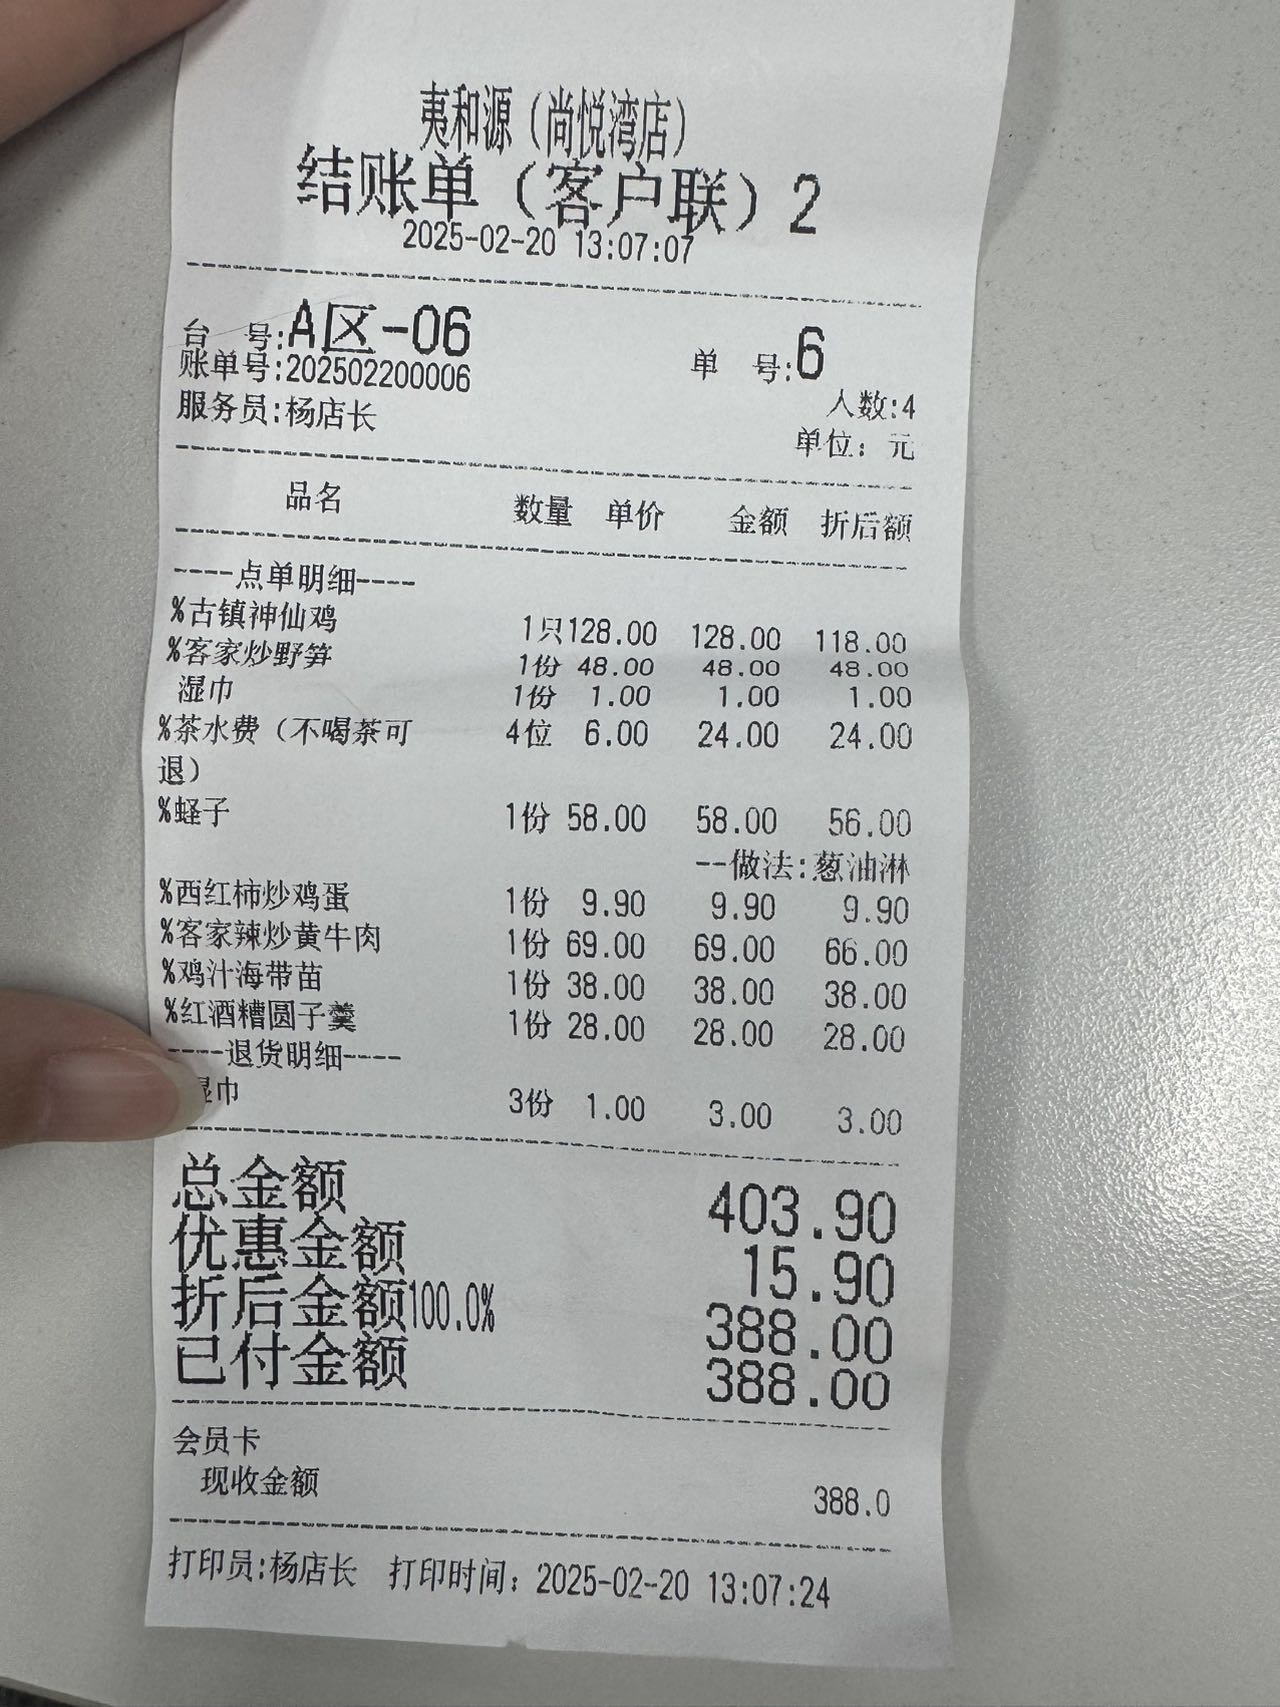 夷和源（尚悦湾店）
结账单（客户联）2
2025-02-20 13:07:07
台 号:A区-06 单 号:6
账单号:202502200006
人数:4
服务员:杨店长
单位：元
品名 数量 单价 金额 折后额
----点单明细----
%古镇神仙鸡 1只 128.00 128.00 118.00
%客家炒野笋 1份 48.00 48.00 48.00
湿巾 1份 1.00 1.00 1.00
%茶水费（不喝茶可 4位 6.00 24.00 24.00
退）
%蛏子 1份 58.00 58.00 56.00
--做法:葱油淋
%西红柿炒鸡蛋 1份 9.90 9.90 9.90
%客家辣炒黄牛肉 1份 69.00 69.00 66.00
%鸡汁海带苗 1份 38.00 38.00 38.00
%红酒糟圆子羹 1份 28.00 28.00 28.00
----退货明细----
湿巾 3份 1.00 3.00 3.00
总金额 403.90
优惠金额 15.90
折后金额100.0% 388.00
已付金额 388.00
会员卡
现收金额 388.0
打印员:杨店长 打印时间：2025-02-20 13:07:24